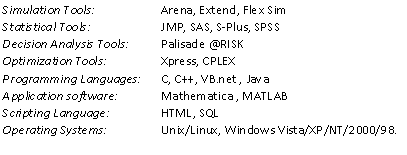 Simulation Tools: Arena, Extend, Flex Sim
Statistical Tools: JMP, SAS, S-Plus, SPSS
Decision Analysis Tools: Palisade @RISK
Optimization Tools: Xpress, CPLEX
Programming Languages: C, C++, VB.net , Java
Application software: Mathematica , MATLAB
Scripting Language: HTML, SQL
Operating Systems: Unix/Linux, Windows Vista/XP/NT/2000/98.